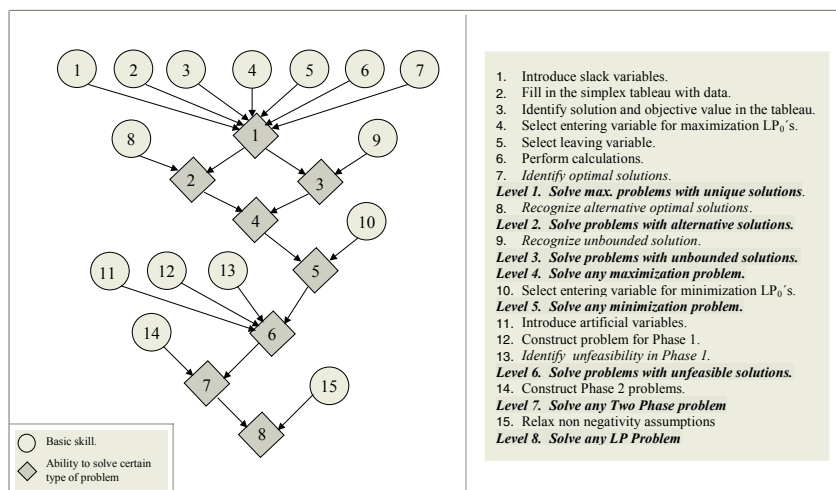 1
2
3
4
5
6
7
1
8
9
2
3
4
10
5
11
12
13
6
14
7
15
8
Basic skill.
Ability to solve certain
type of problem
1. Introduce slack variables.
2. Fill in the simplex tableau with data.
3. Identify solution and objective value in the tableau.
4. Select entering variable for maximization LP₀´s.
5. Select leaving variable.
6. Perform calculations.
7. Identify optimal solutions.
Level 1. Solve max. problems with unique solutions.
8. Recognize alternative optimal solutions.
Level 2. Solve problems with alternative solutions.
9. Recognize unbounded solution.
Level 3. Solve problems with unbounded solutions.
Level 4. Solve any maximization problem.
10. Select entering variable for minimization LP₀´s.
Level 5. Solve any minimization problem.
11. Introduce artificial variables.
12. Construct problem for Phase 1.
13. Identify unfeasibility in Phase 1.
Level 6. Solve problems with unfeasible solutions.
14. Construct Phase 2 problems.
Level 7. Solve any Two Phase problem
15. Relax non negativity assumptions
Level 8. Solve any LP Problem